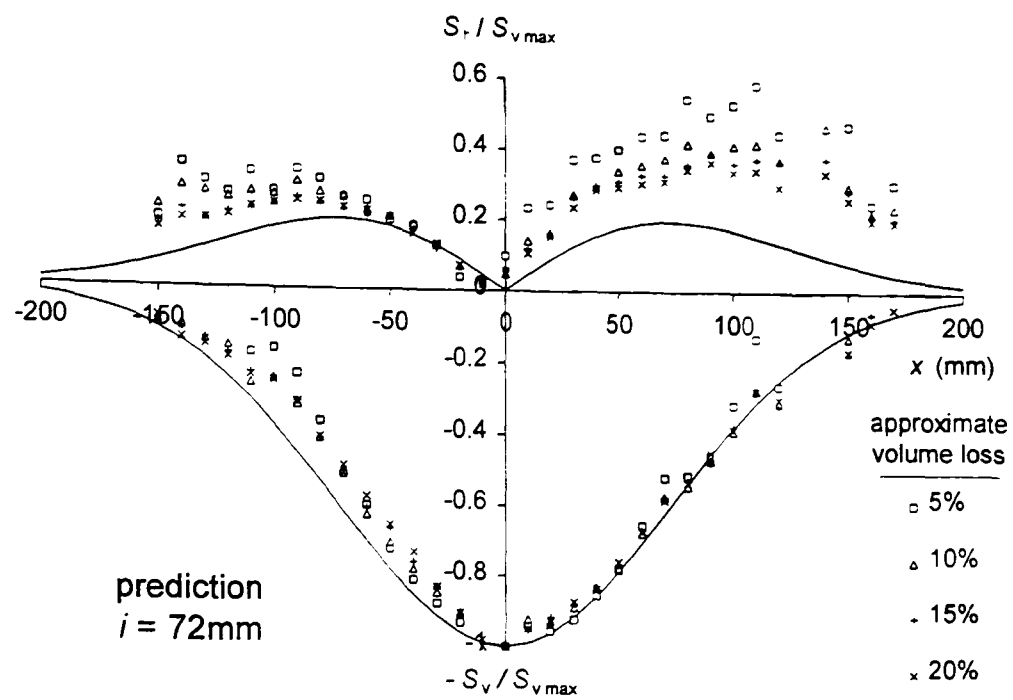 Sr / Sv max
0.6
0.4
0.2
0
-200 -150 -100 -50 0 50 100 150 200
-0.2
x (mm)
-0.4
approximate
volume loss
-0.6
5%
-0.8
10%
prediction
i = 72mm
15%
-1
20%
- Sv / Sv max